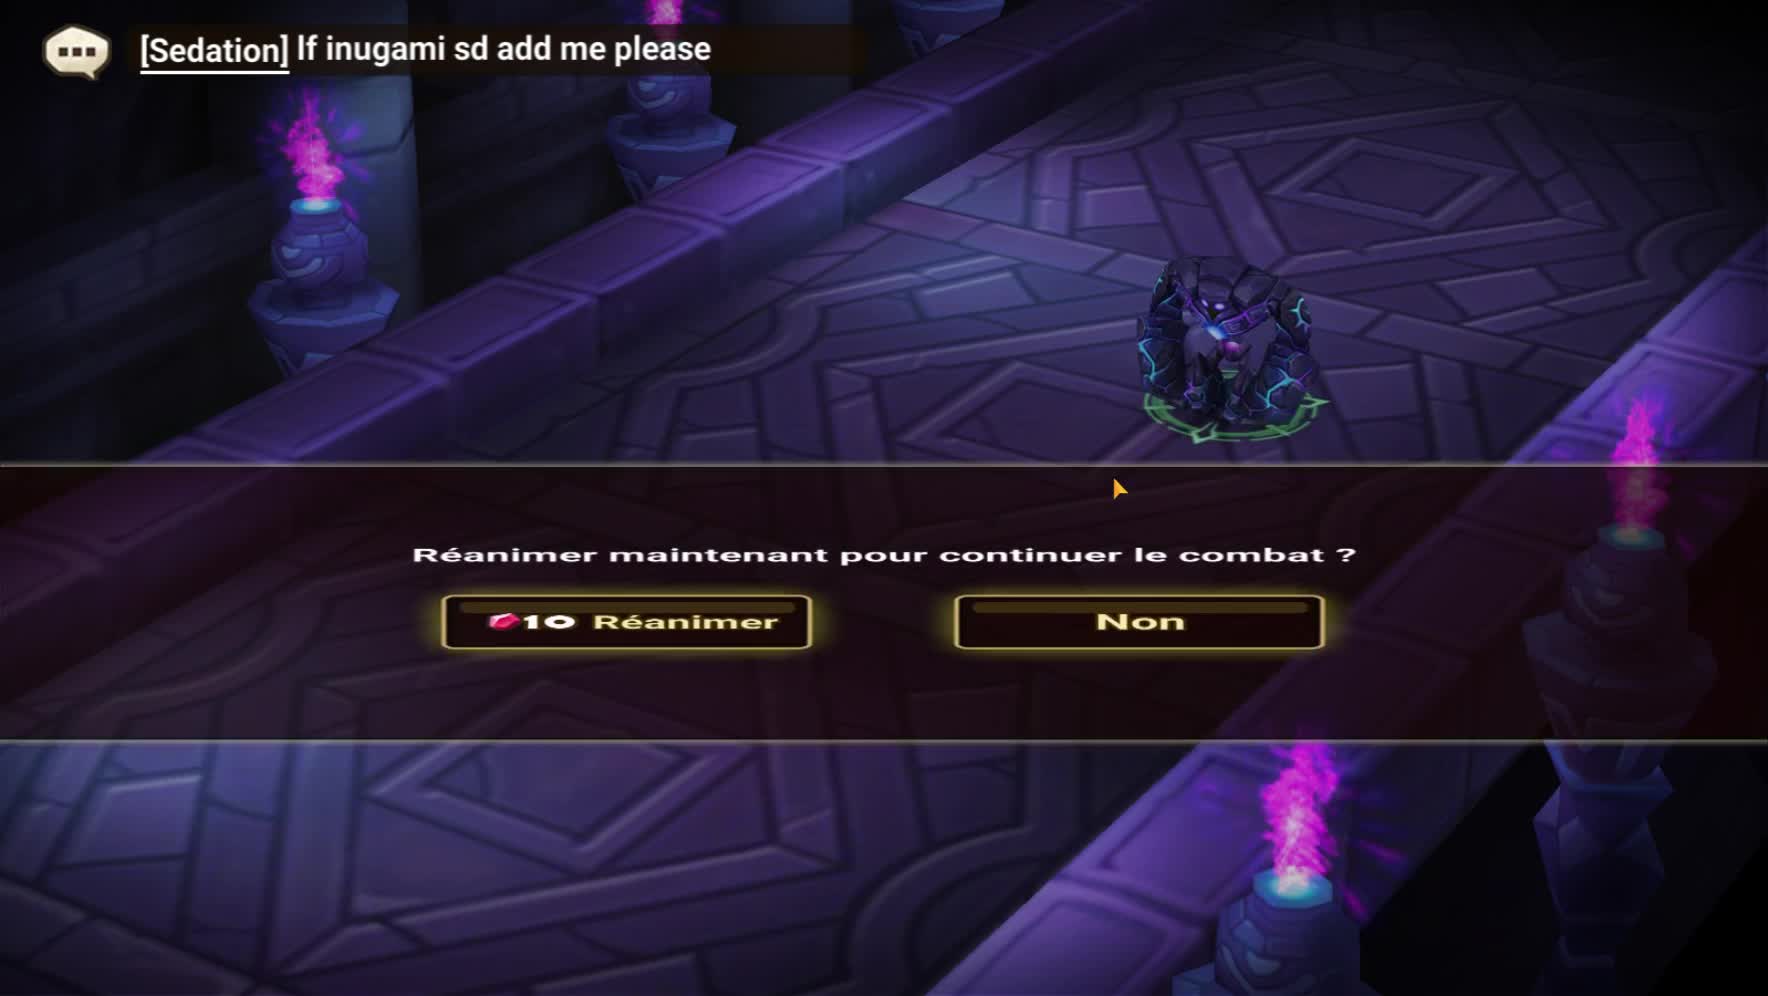 [Sedation] If inugami sd add me please
Réanimer maintenant pour continuer le combat ?
10 Réanimer
Non